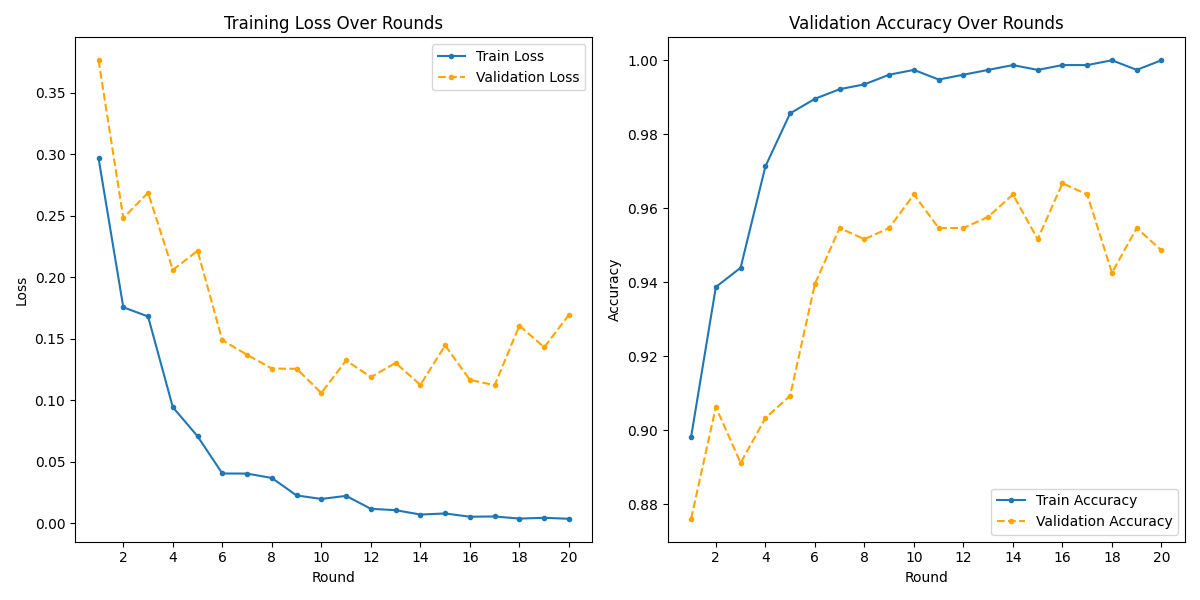 Training Loss Over Rounds
Train Loss
Validation Loss
0.35
0.30
0.25
0.20
0.15
0.10
0.05
0.00
Loss
2 4 6 8 10 12 14 16 18 20
Round
Validation Accuracy Over Rounds
1.00
0.98
0.96
0.94
0.92
0.90
0.88
Accuracy
Train Accuracy
Validation Accuracy
2 4 6 8 10 12 14 16 18 20
Round